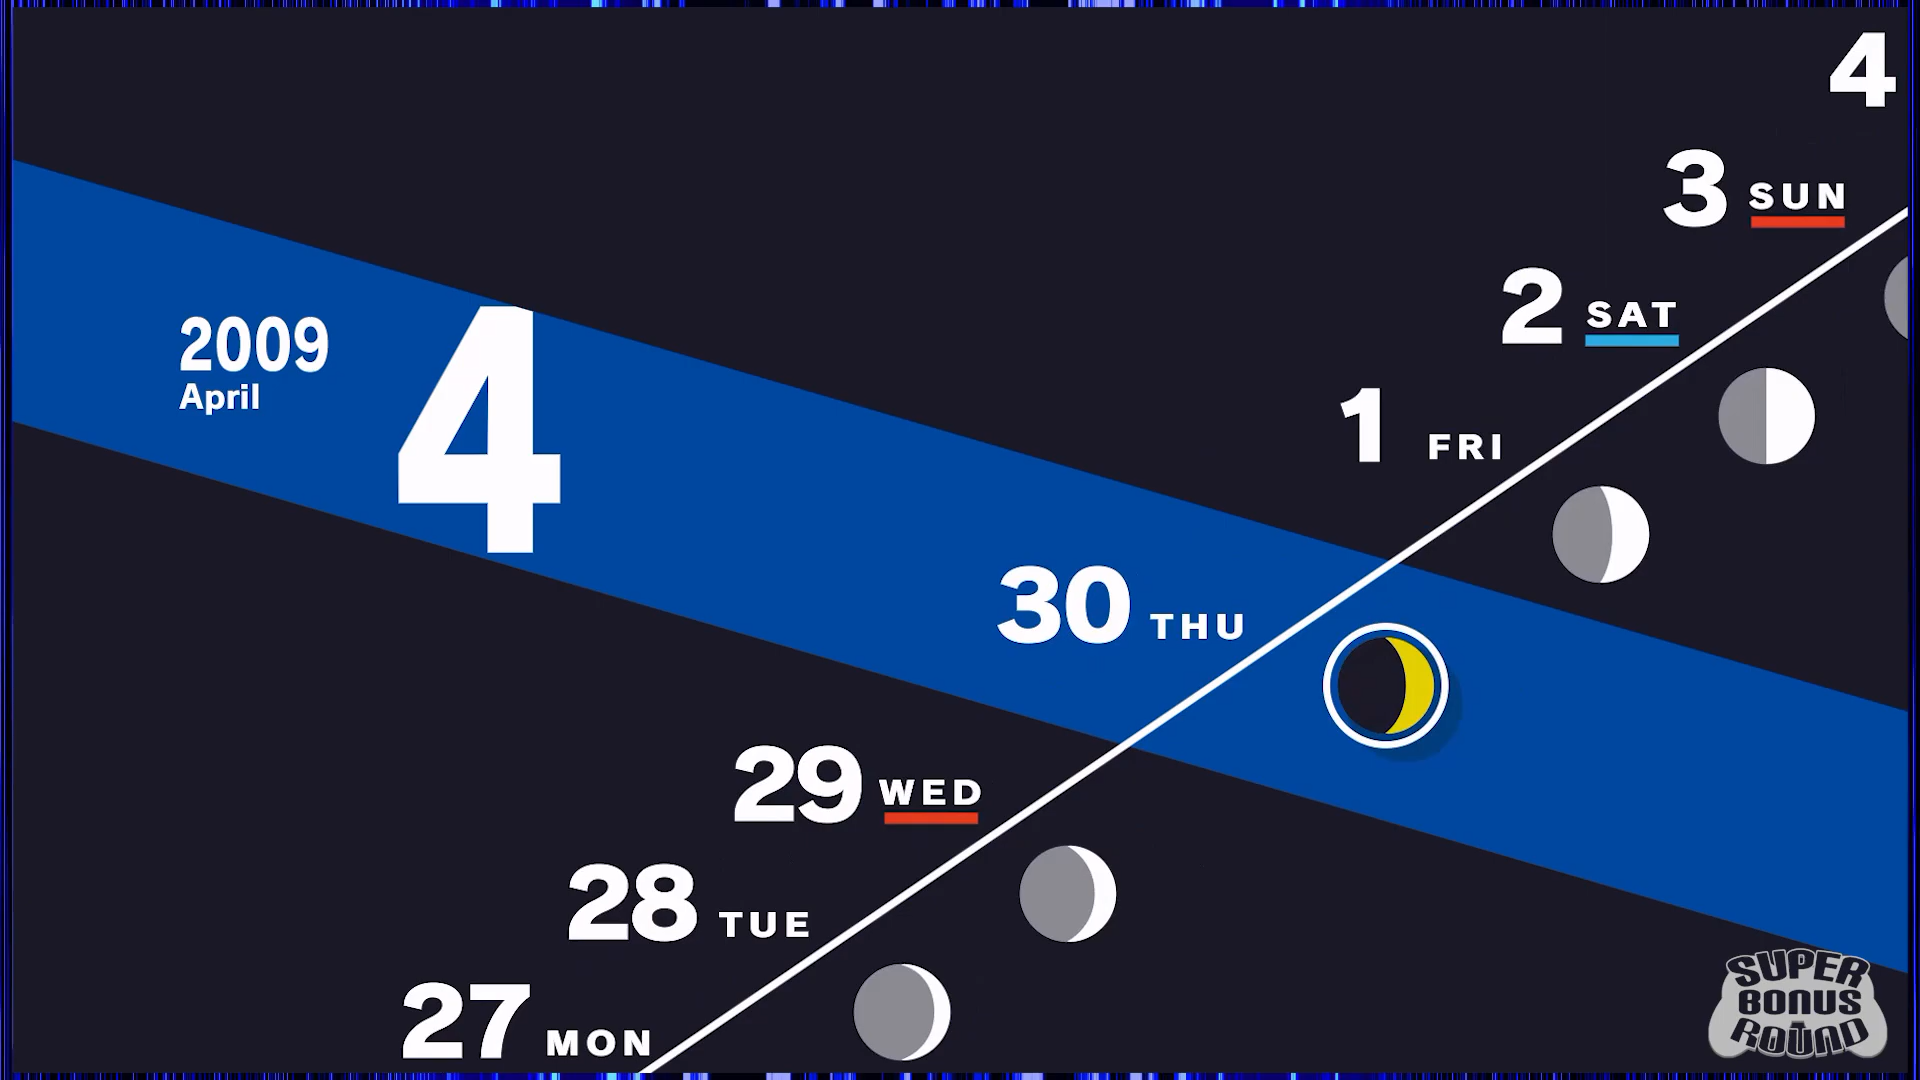 4
3 SUN
2 SAT
1 FRI
2009
April
4
30 THU
29 WED
28 TUE
27 MON
SUPER
BONUS
ROUND